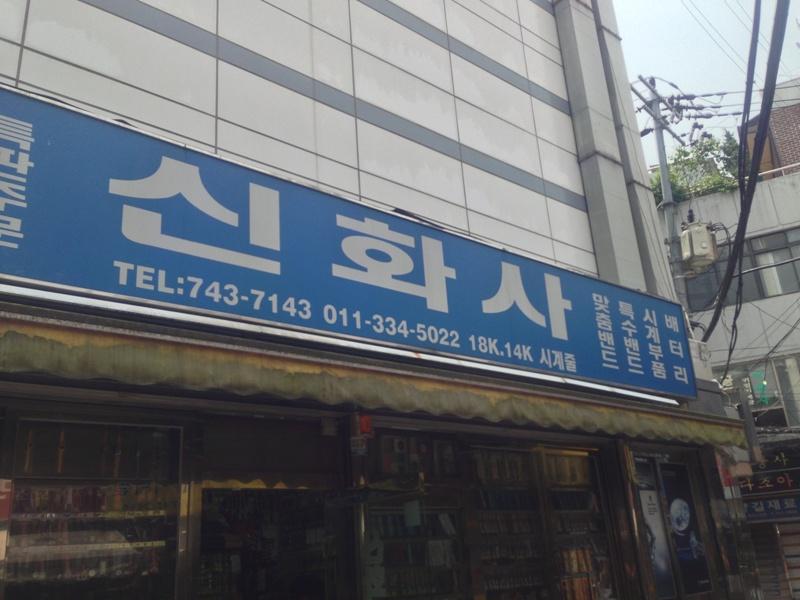 특파주문
신화사
TEL:743-7143 011-334-5022 18K.14K 시계줄
맞춤밴드
특수밴드
시계부품
배터리
다조아